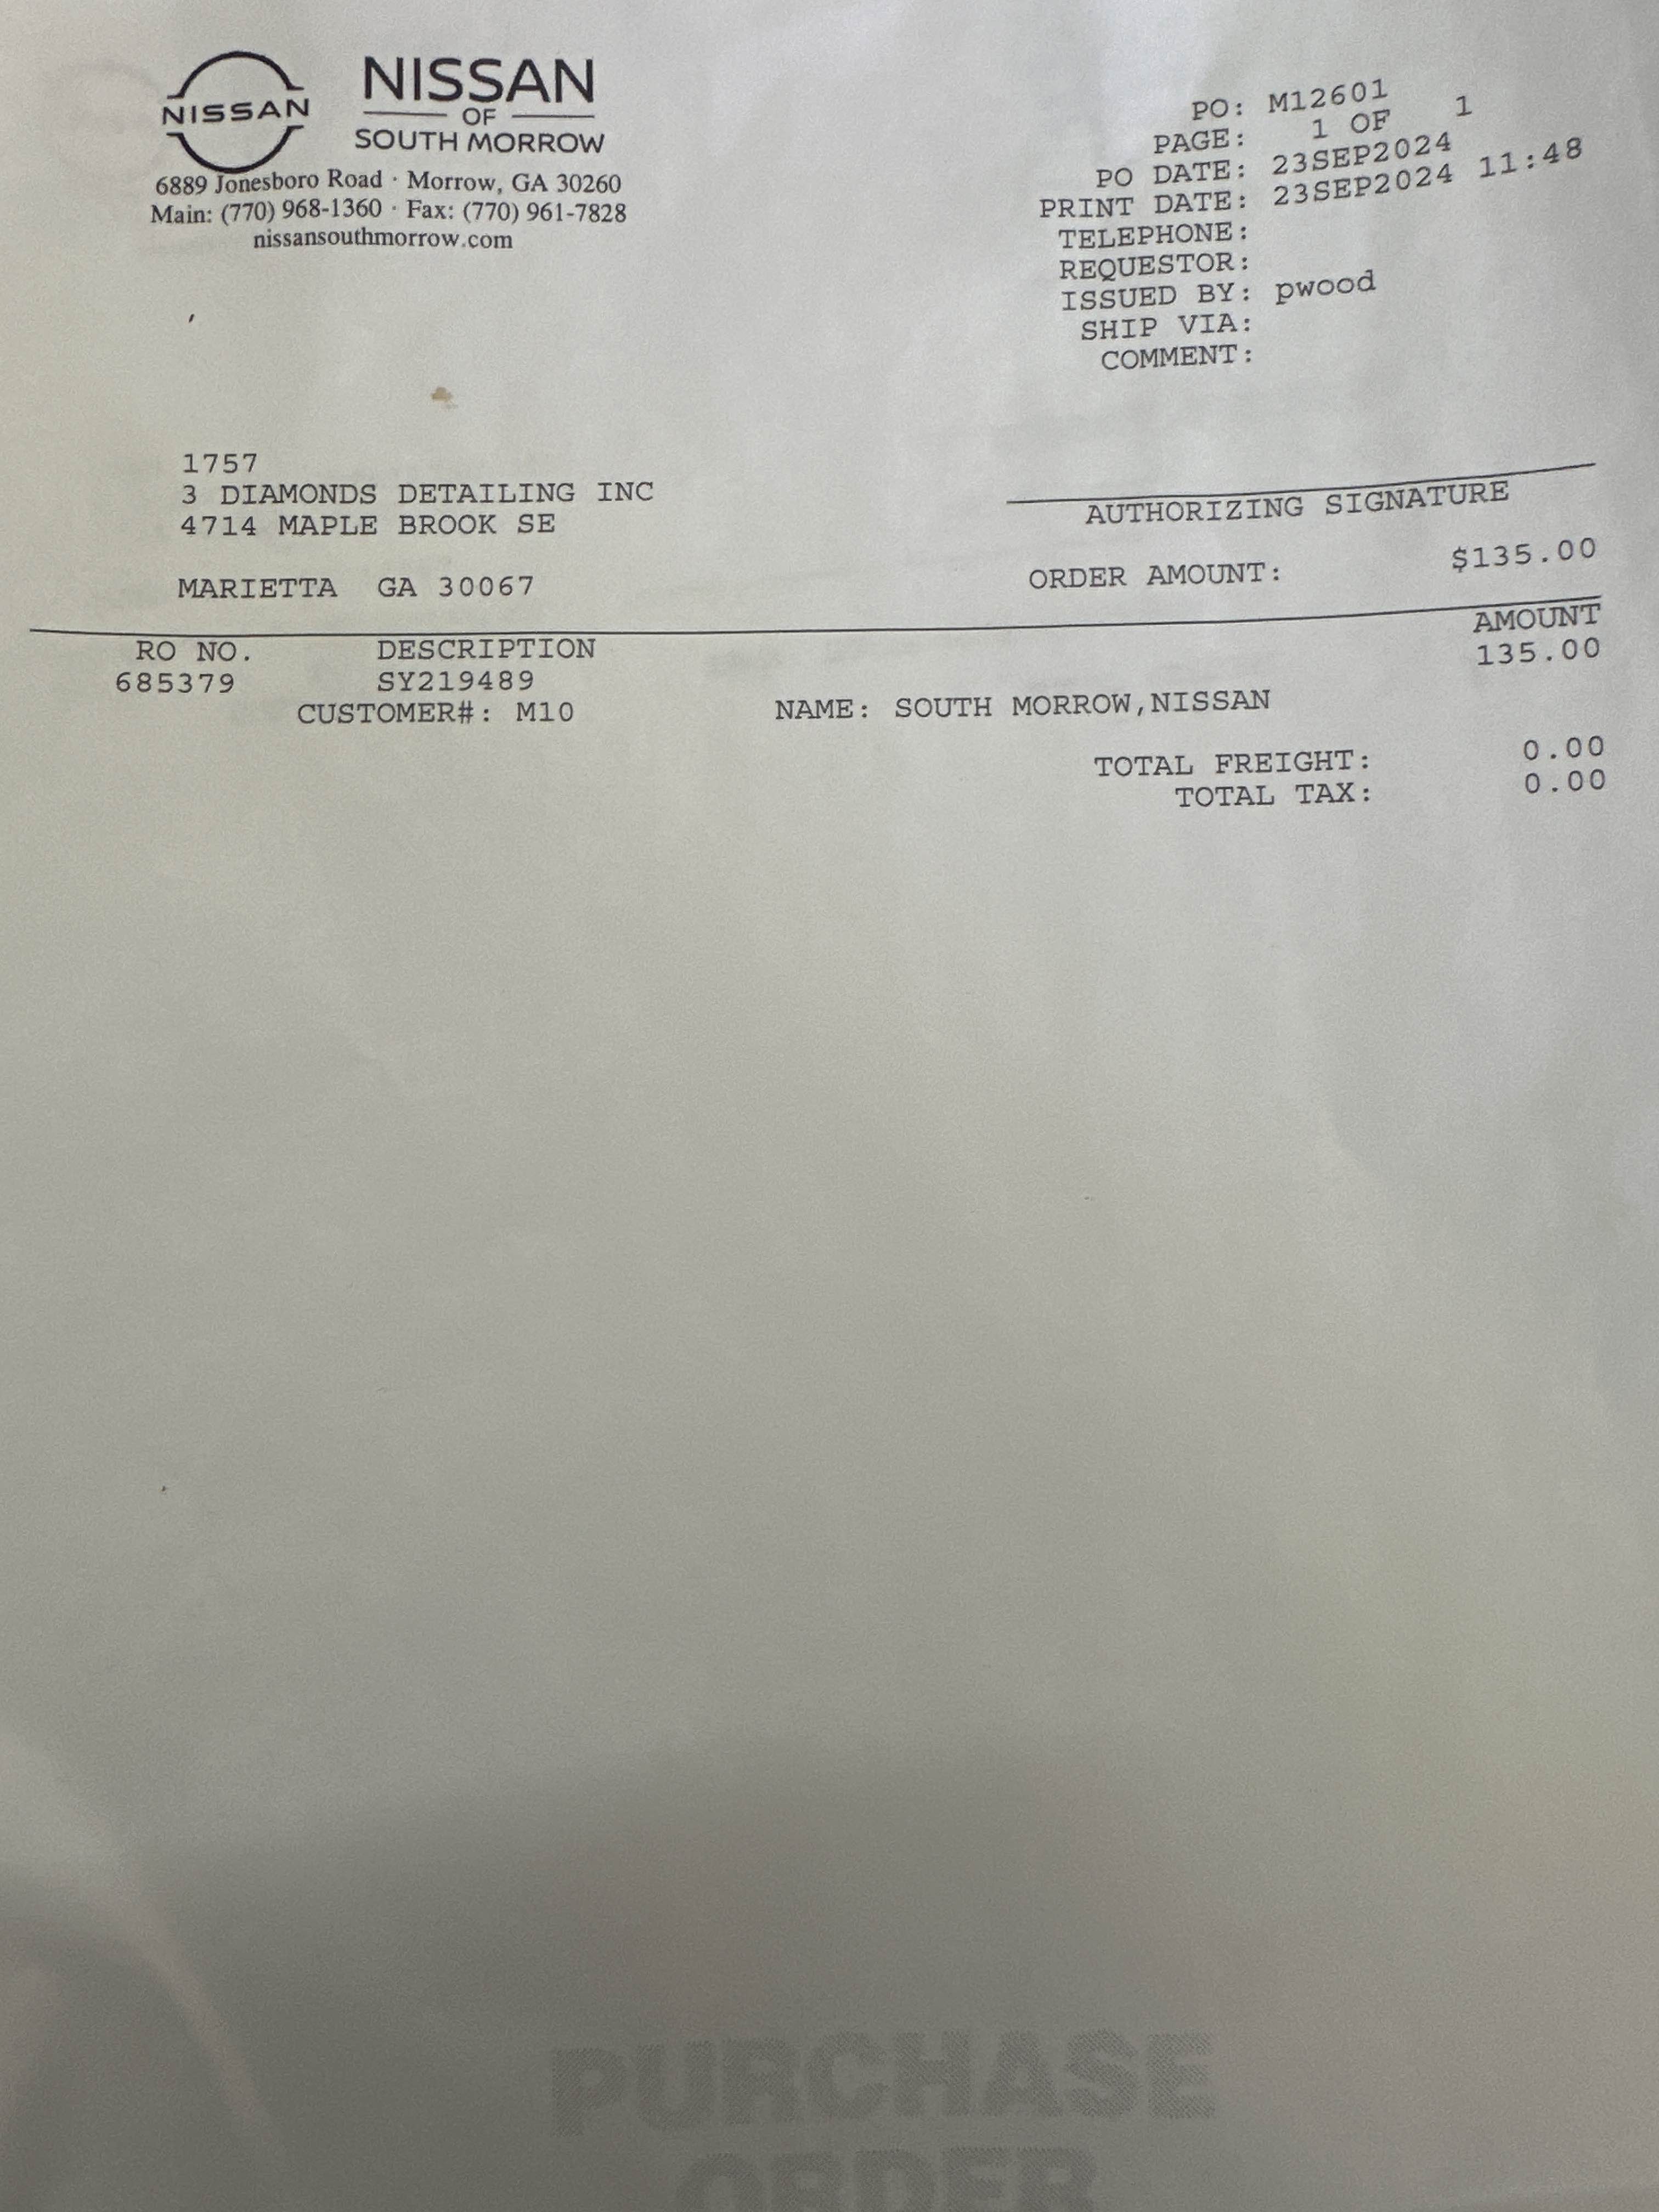 NISSAN
NISSAN
OF
SOUTH MORROW
6889 Jonesboro Road · Morrow, GA 30260
Main: (770) 968-1360 · Fax: (770) 961-7828
nissansouthmorrow.com
PO: M12601
PAGE: 1 OF 1
PO DATE: 23SEP2024
PRINT DATE: 23SEP2024 11:48
TELEPHONE:
REQUESTOR:
ISSUED BY: pwood
SHIP VIA:
COMMENT:
1757
3 DIAMONDS DETAILING INC
4714 MAPLE BROOK SE
MARIETTA GA 30067
AUTHORIZING SIGNATURE
ORDER AMOUNT: $135.00
RO NO. DESCRIPTION AMOUNT
685379 SY219489 135.00
CUSTOMER#: M10 NAME: SOUTH MORROW,NISSAN
TOTAL FREIGHT: 0.00
TOTAL TAX: 0.00
PURCHASE
ORDER